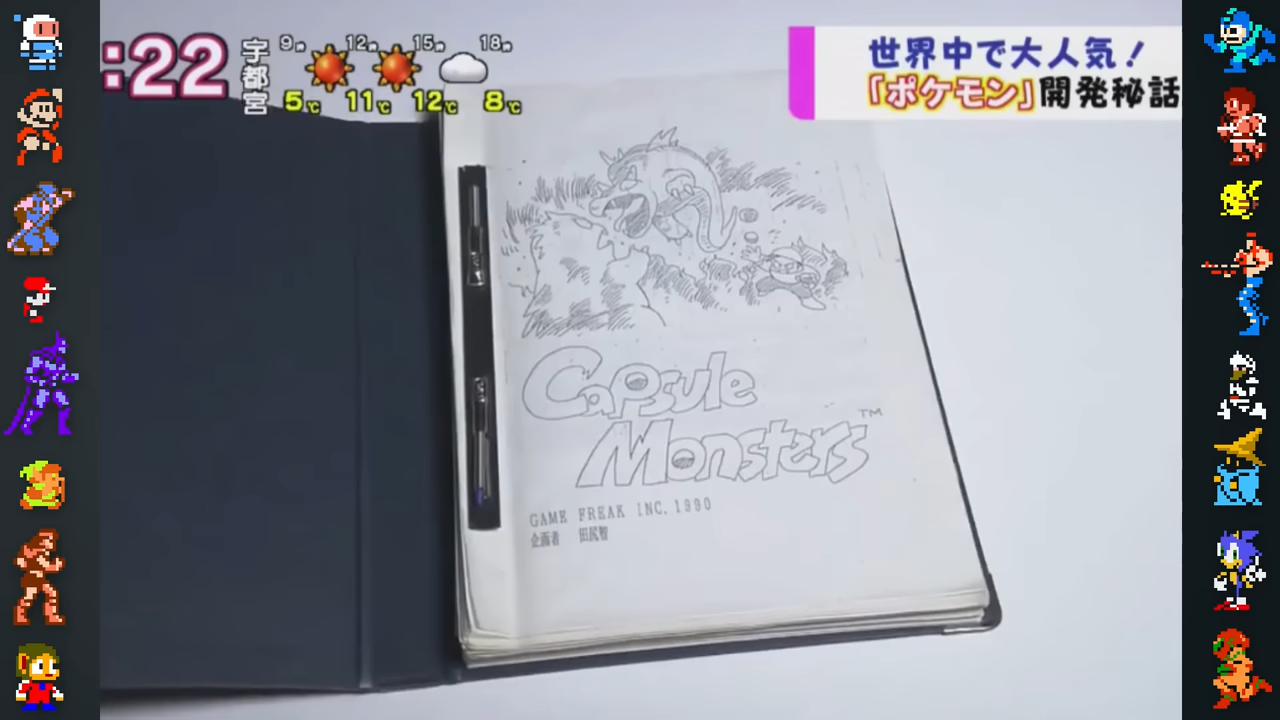 :22
宇都宮
9時 12時 15時 18時
5℃ 11℃ 12℃ 8℃
世界中で大人気!
「ポケモン」開発秘話
Capsule
Monsters™
GAME FREAK INC. 1990
企画者 田尻智